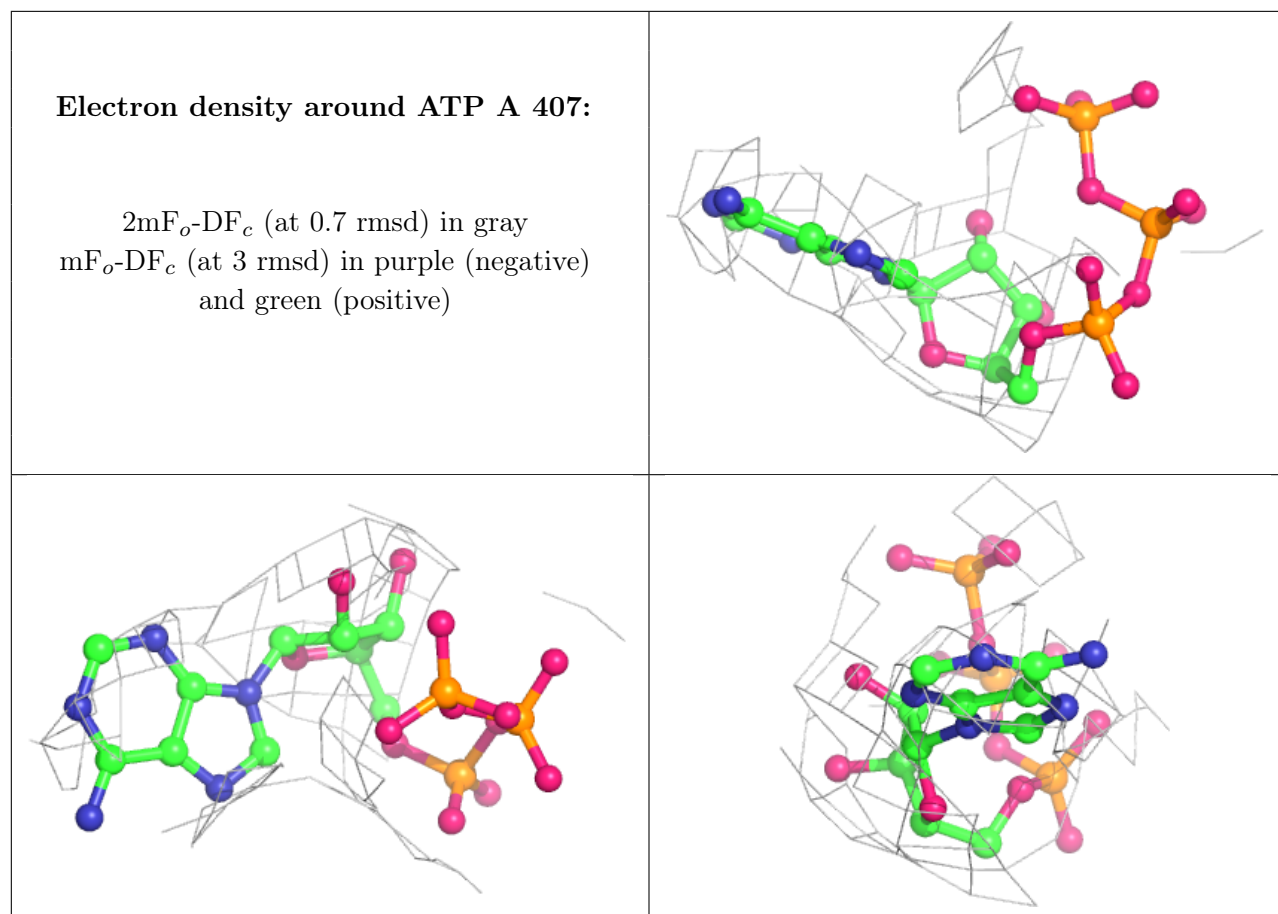 Electron density around ATP A 407:
2mFo-DFc (at 0.7 rmsd) in gray
mFo-DFc (at 3 rmsd) in purple (negative)
and green (positive)